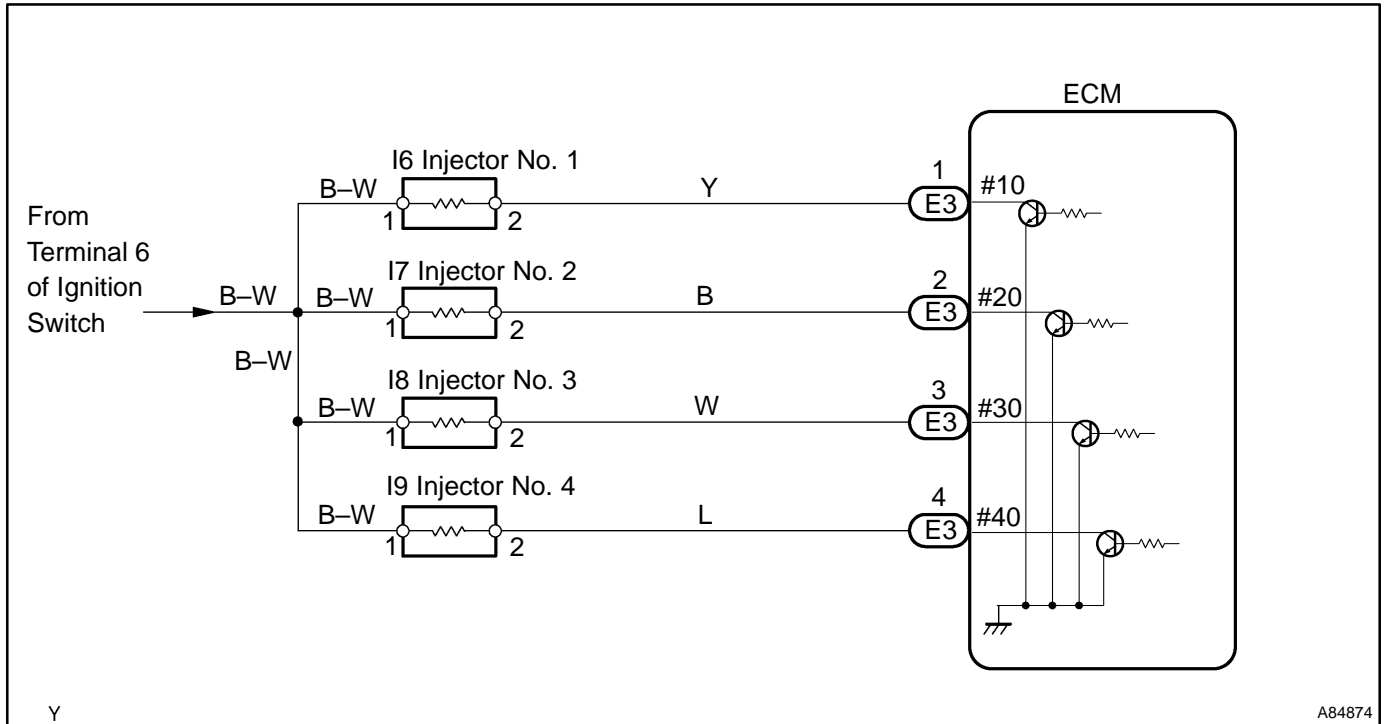 ECM
From
Terminal 6
of Ignition
Switch
B–W
B–W
I6 Injector No. 1
B–W
1
2
Y
1
E3
#10
I7 Injector No. 2
B–W
1
2
B
2
E3
#20
I8 Injector No. 3
B–W
1
2
W
3
E3
#30
I9 Injector No. 4
B–W
1
2
L
4
E3
#40
Y
A84874